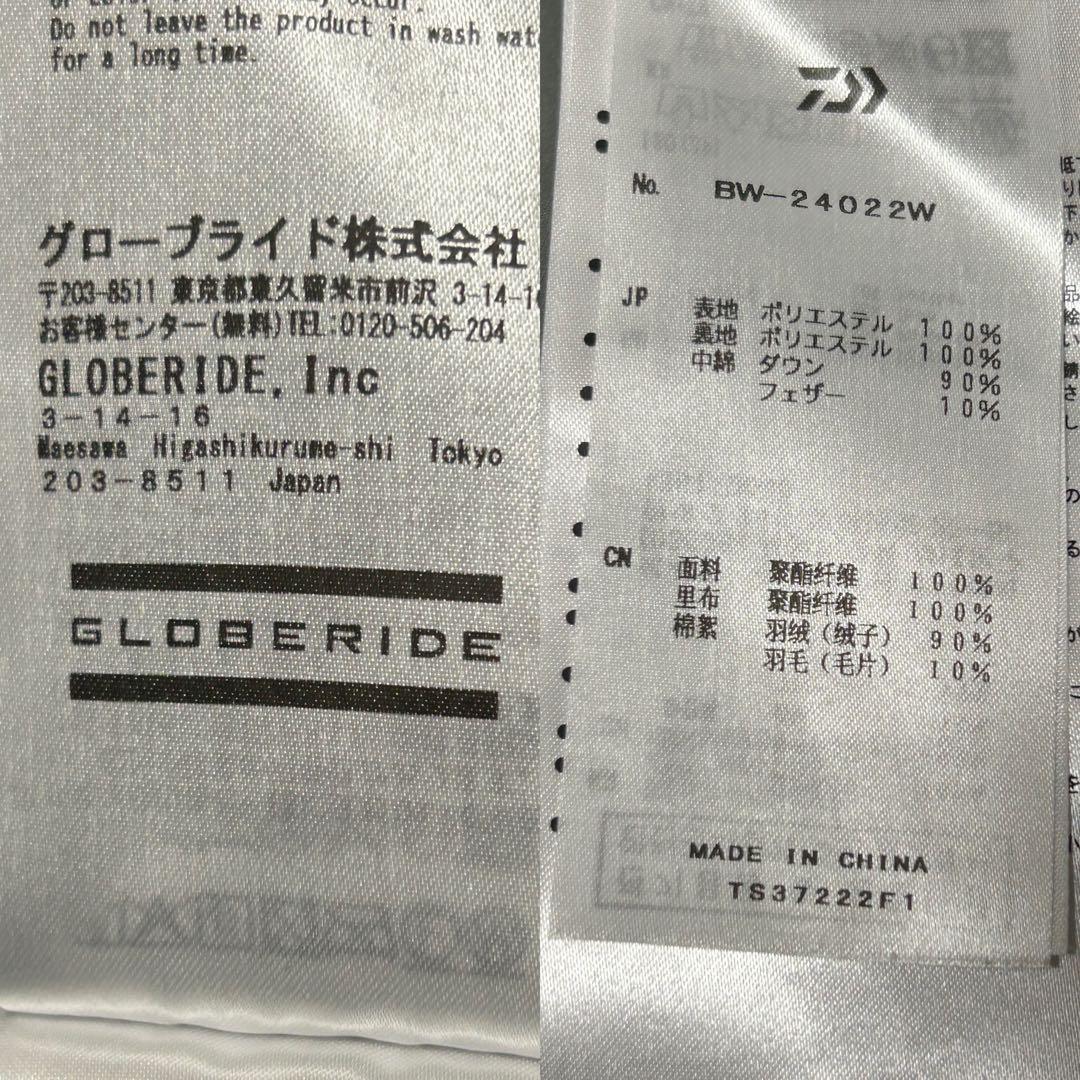 Do not leave the product in wash
for a long time.
グローブライド株式会社
〒203-8511 東京都東久留米市前沢 3-14-16
お客様センター(無料)TEL:0120-506-204
GLOBERIDE, Inc
3-14-16
Maesawa Higashikurume-shi Tokyo
203-8511 Japan
GLOBERIDE
No. BW-24022W
JP 表地 ポリエステル 100%
裏地 ポリエステル 100%
中綿 ダウン 90%
フェザー 10%
CN 面料 聚酯纤维 100%
里布 聚酯纤维 100%
棉絮 羽绒（绒子） 90%
羽毛（毛片） 10%
MADE IN CHINA
TS37222F1